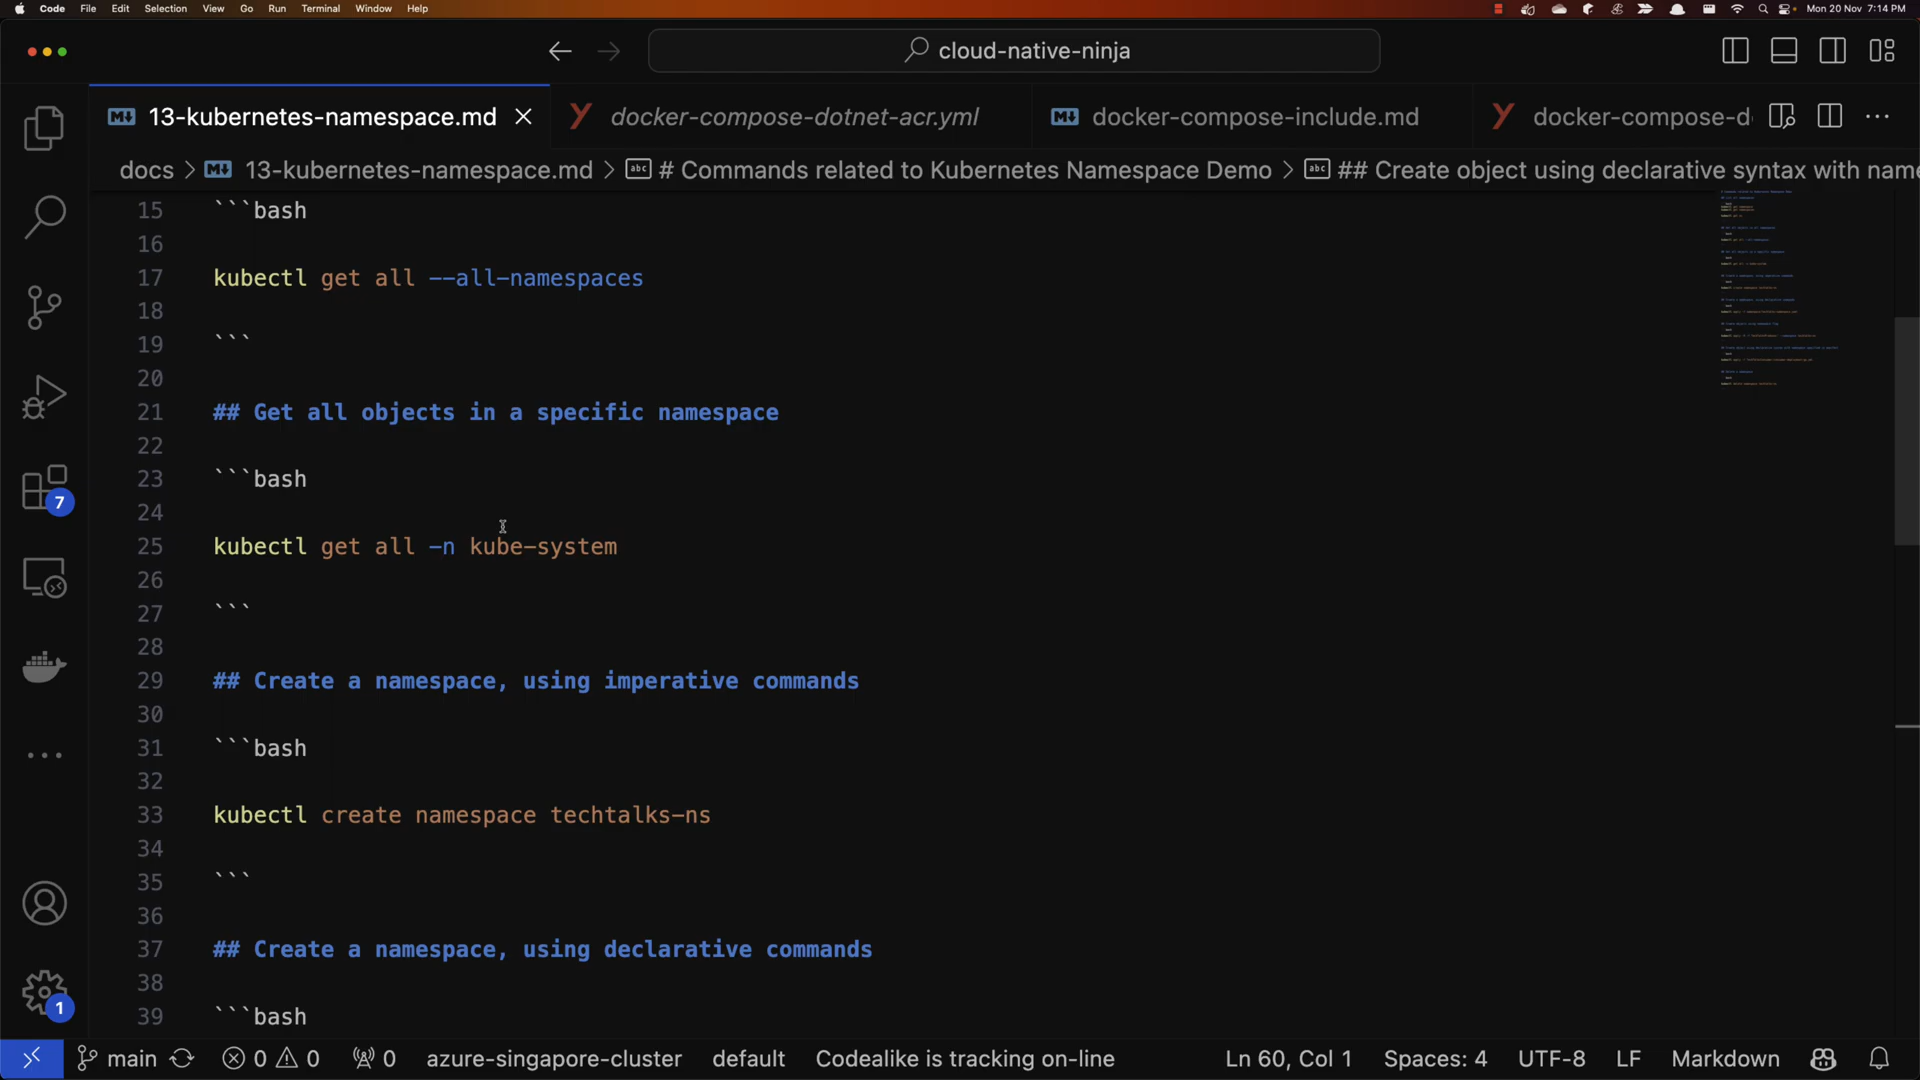 Code File Edit Selection View Go Run Terminal Window Help
Mon 20 Nov 7:14 PM
cloud-native-ninja
13-kubernetes-namespace.md
docker-compose-dotnet-acr.yml
docker-compose-include.md
docker-compose-d
docs > 13-kubernetes-namespace.md > # Commands related to Kubernetes Namespace Demo > ## Create object using declarative syntax with name
15 ```bash
16
17 kubectl get all --all-namespaces
18
19 ```
20
21 ## Get all objects in a specific namespace
22
23 ```bash
24
25 kubectl get all -n kube-system
26
27 ```
28
29 ## Create a namespace, using imperative commands
30
31 ```bash
32
33 kubectl create namespace techtalks-ns
34
35 ```
36
37 ## Create a namespace, using declarative commands
38
39 ```bash
7
1
main 0 0 0 azure-singapore-cluster default Codealike is tracking on-line Ln 60, Col 1 Spaces: 4 UTF-8 LF Markdown